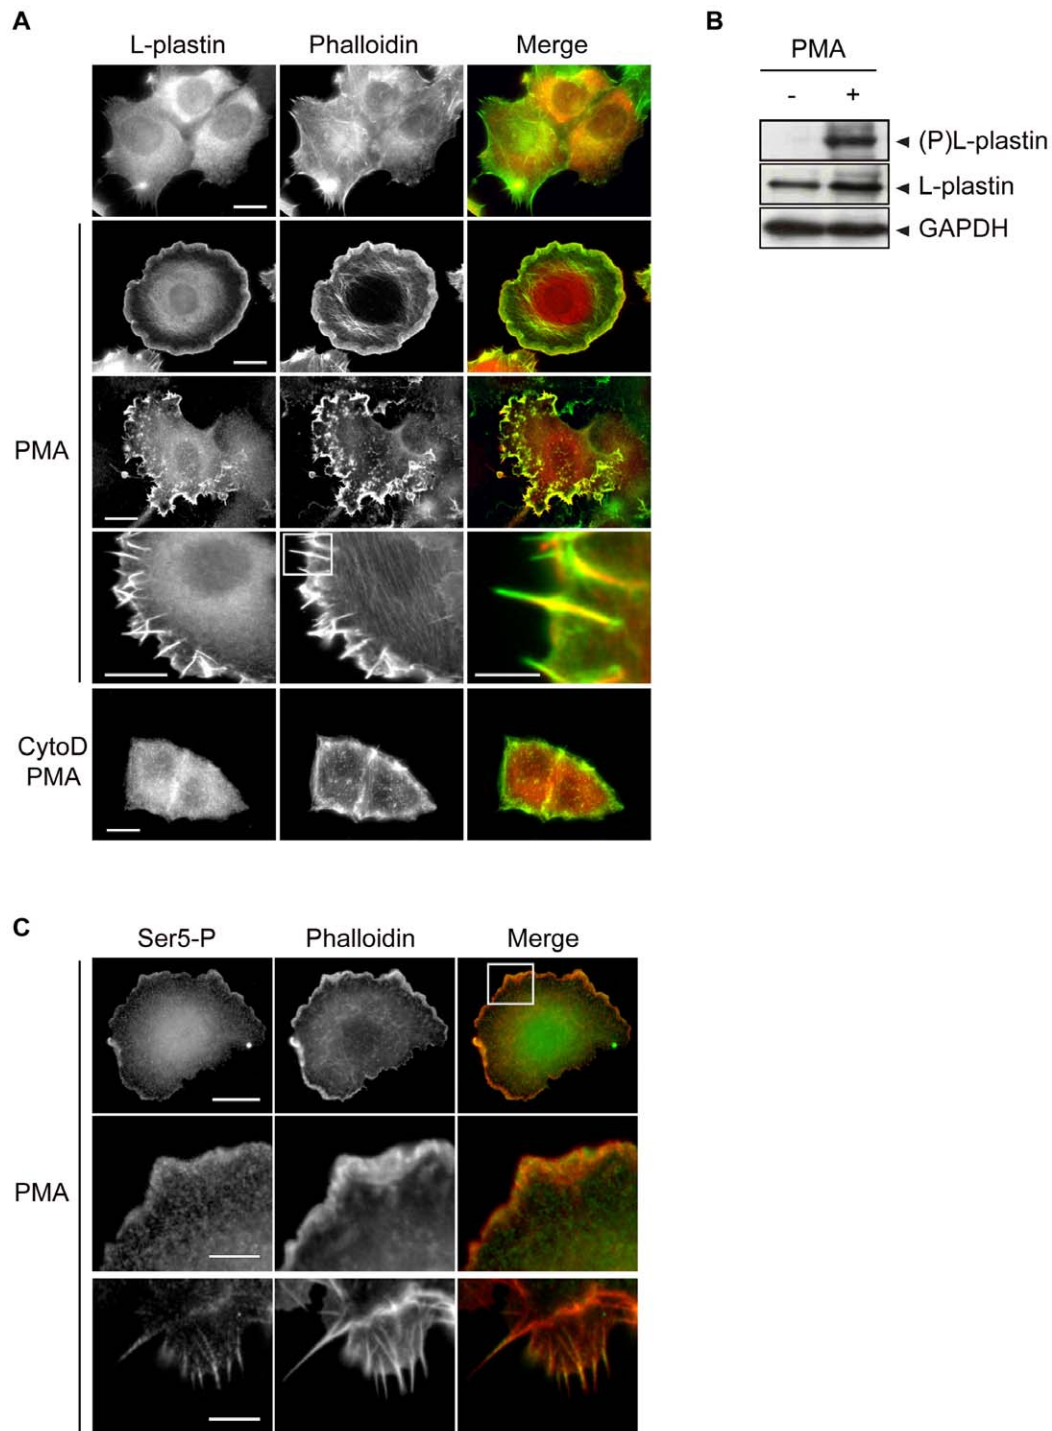 A
L-plastin Phalloidin Merge
PMA
CytoD
PMA
B
PMA
- +
(P)L-plastin
L-plastin
GAPDH
C
Ser5-P Phalloidin Merge
PMA